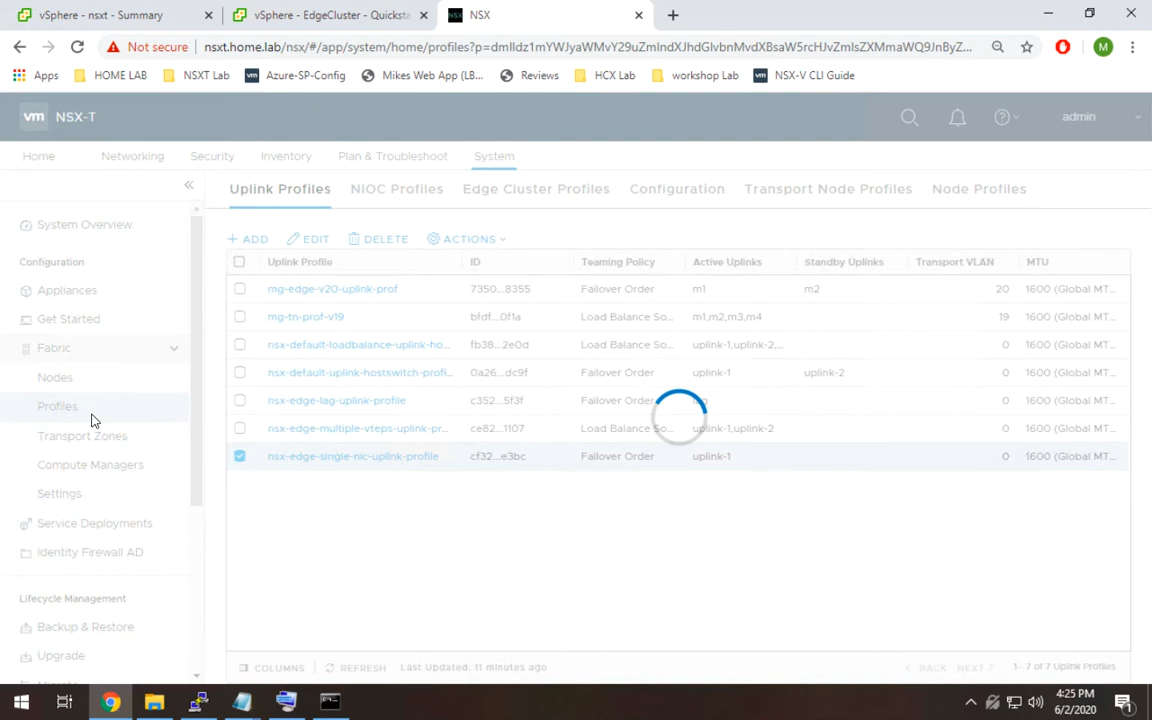 vSphere - nsxt - Summary
vSphere - EdgeCluster - Quickst
NSX
Not secure
nsxt.home.lab/nsx/#/app/system/home/profiles?p=dmlldz1mYWJyaWMvY29uZmlndXJhdGlvbnMvdXBsaW5rcHJvZmlsZXMmaWQ9JnByZ...
M
Apps
HOME LAB
NSXT Lab
Azure-SP-Config
Mikes Web App (LB...
Reviews
HCX Lab
workshop Lab
NSX-V CLI Guide
vm
NSX-T
admin
Home
Networking
Security
Inventory
Plan & Troubleshoot
System
System Overview
Configuration
Appliances
Get Started
Fabric
Nodes
Profiles
Transport Zones
Compute Managers
Settings
Service Deployments
Identity Firewall AD
Lifecycle Management
Backup & Restore
Upgrade
Uplink Profiles
NIOC Profiles
Edge Cluster Profiles
Configuration
Transport Node Profiles
Node Profiles
+ ADD
EDIT
DELETE
ACTIONS
Uplink Profile ID Teaming Policy Active Uplinks Standby Uplinks Transport VLAN MTU
mg-edge-v20-uplink-prof 7350...8355 Failover Order m1 m2 20 1600 (Global MT...
mg-tn-prof-v19 bfdf...0f1a Load Balance So... m1,m2,m3,m4 19 1600 (Global MT...
nsx-default-loadbalance-uplink-ho... fb38...2e0d Load Balance So... uplink-1,uplink-2,... 0 1600 (Global MT...
nsx-default-uplink-hostswitch-profi... 0a26...dc9f Failover Order uplink-1 uplink-2 0 1600 (Global MT...
nsx-edge-lag-uplink-profile c352...5f3f Failover Order 0 1600 (Global MT...
nsx-edge-multiple-vteps-uplink-pr... ce82...1107 Load Balance So... uplink-1,uplink-2 0 1600 (Global MT...
nsx-edge-single-nic-uplink-profile cf32...e3bc Failover Order uplink-1 0 1600 (Global MT...
COLUMNS
REFRESH
Last Updated: 11 minutes ago
BACK
NEXT
1 - 7 of 7 Uplink Profiles
4:25 PM
6/2/2020
1